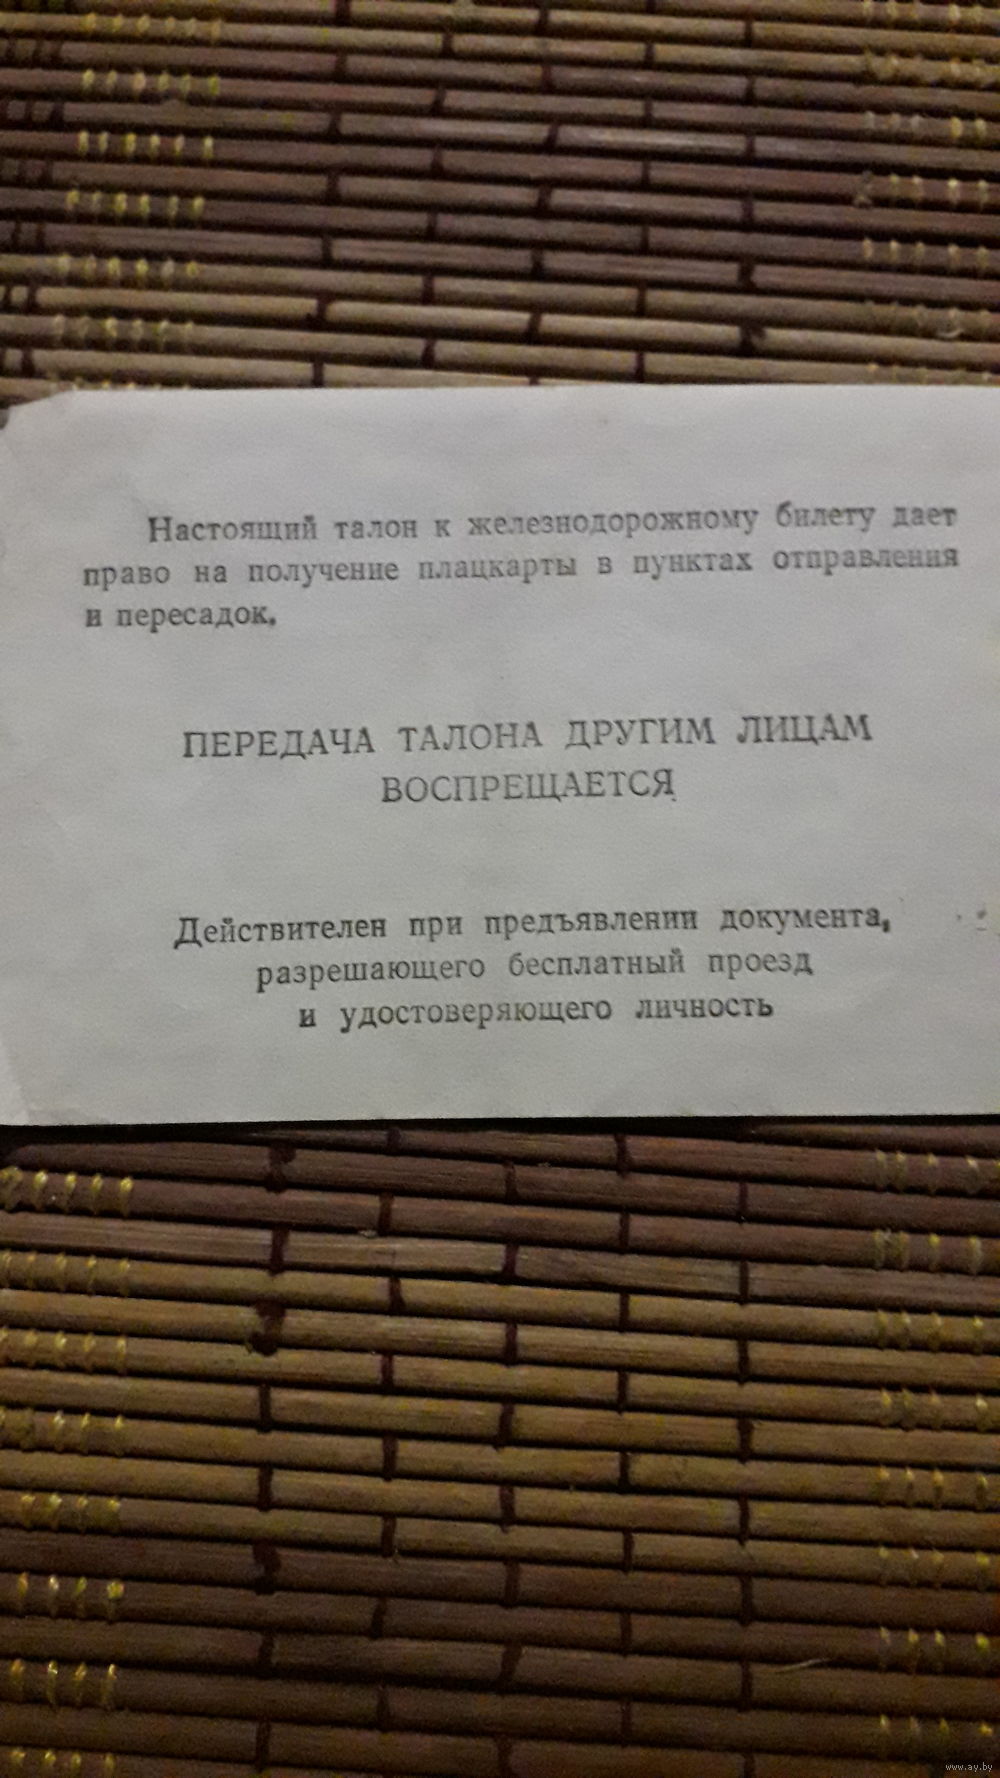 Настоящий талон к железнодорожному билету дает
право на получение плацкарты в пунктах отправления
и пересадок.
ПЕРЕДАЧА ТАЛОНА ДРУГИМ ЛИЦАМ
ВОСПРЕЩАЕТСЯ
Действителен при предъявлении документа,
разрешающего бесплатный проезд
и удостоверяющего личность
www.ay.by